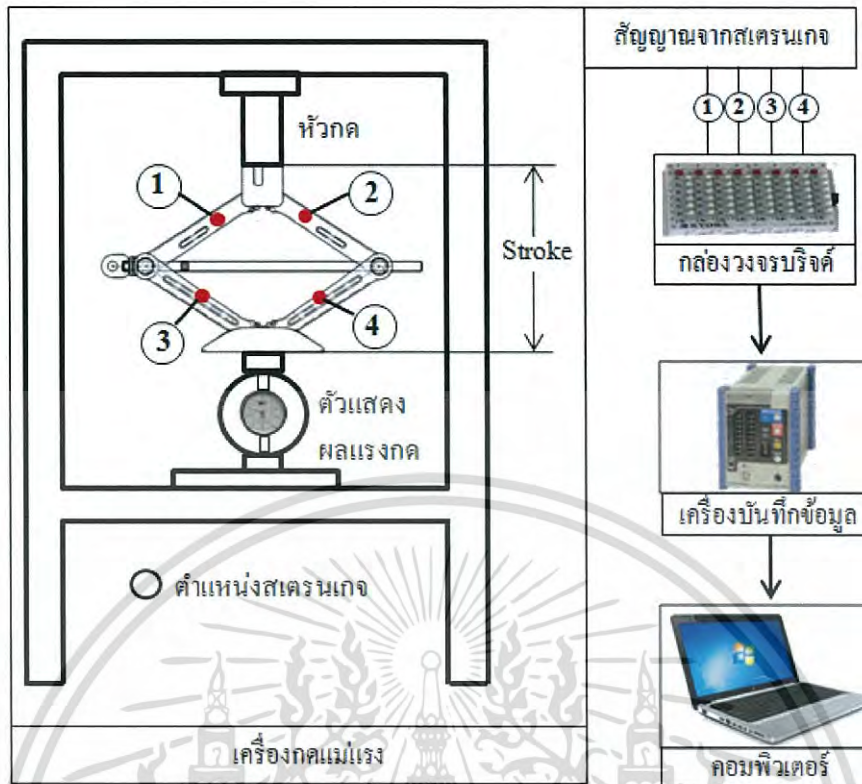 หัวกด
1
2
3
4
Stroke
ตัวแสดง
ผลแรงกด
ตำแหน่งสเตรนเกจ
เครื่องกดแม่แรง
สัญญาณจากสเตรนเกจ
1 2 3 4
กล่องวงจรบริจด์
เครื่องบันทึกข้อมูล
คอมพิวเตอร์